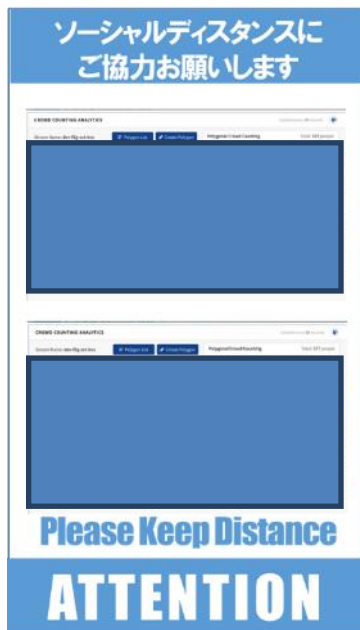 ソーシャルディスタンスに
ご協力お願いします
CROWD COUNTING ANALYTICS
Polygon List
Create Polygon
Polygonal Crowd Counting
CROWD COUNTING ANALYTICS
Polygon List
Create Polygon
Polygonal Crowd Counting
Please Keep Distance
ATTENTION